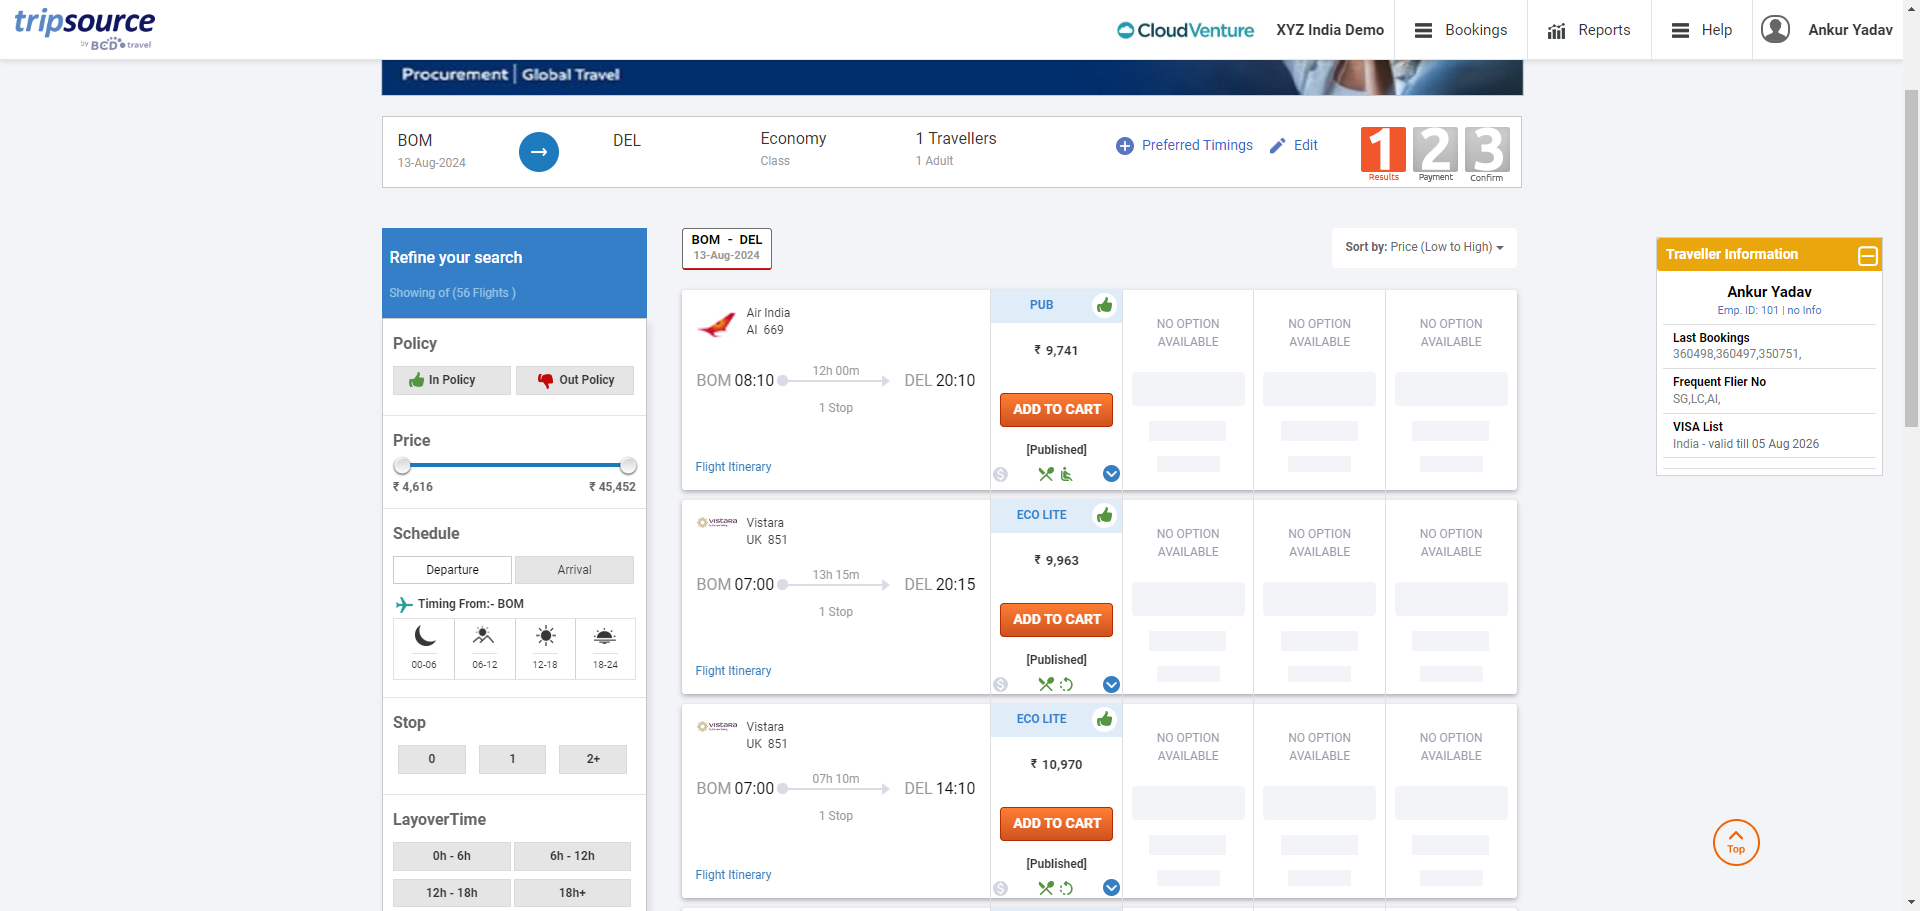 tripsource
by BCD travel
CloudVenture
XYZ India Demo
Bookings
Reports
Help
Ankur Yadav
Procurement | Global Travel
BOM
13-Aug-2024
DEL
Economy
Class
1 Travellers
1 Adult
Preferred Timings
Edit
1
Results
2
Payment
3
Confirm
Refine your search
Showing of (56 Flights )
Policy
In Policy
Out Policy
Price
₹ 4,616
₹ 45,452
Schedule
Departure
Arrival
Timing From:- BOM
00-06
06-12
12-18
18-24
Stop
0
1
2+
LayoverTime
0h - 6h
6h - 12h
12h - 18h
18h+
BOM - DEL
13-Aug-2024
Sort by: Price (Low to High)
Air India
AI 669
BOM 08:10
12h 00m
DEL 20:10
1 Stop
Flight Itinerary
PUB
₹ 9,741
ADD TO CART
[Published]
NO OPTION
AVAILABLE
NO OPTION
AVAILABLE
NO OPTION
AVAILABLE
VISTARA
Vistara
UK 851
BOM 07:00
13h 15m
DEL 20:15
1 Stop
Flight Itinerary
ECO LITE
₹ 9,963
ADD TO CART
[Published]
NO OPTION
AVAILABLE
NO OPTION
AVAILABLE
NO OPTION
AVAILABLE
VISTARA
Vistara
UK 851
BOM 07:00
07h 10m
DEL 14:10
1 Stop
Flight Itinerary
ECO LITE
₹ 10,970
ADD TO CART
[Published]
NO OPTION
AVAILABLE
NO OPTION
AVAILABLE
NO OPTION
AVAILABLE
Traveller Information
Ankur Yadav
Emp. ID: 101 | no Info
Last Bookings
360498,360497,350751,
Frequent Flier No
SG,LC,AI,
VISA List
India - valid till 05 Aug 2026
Top